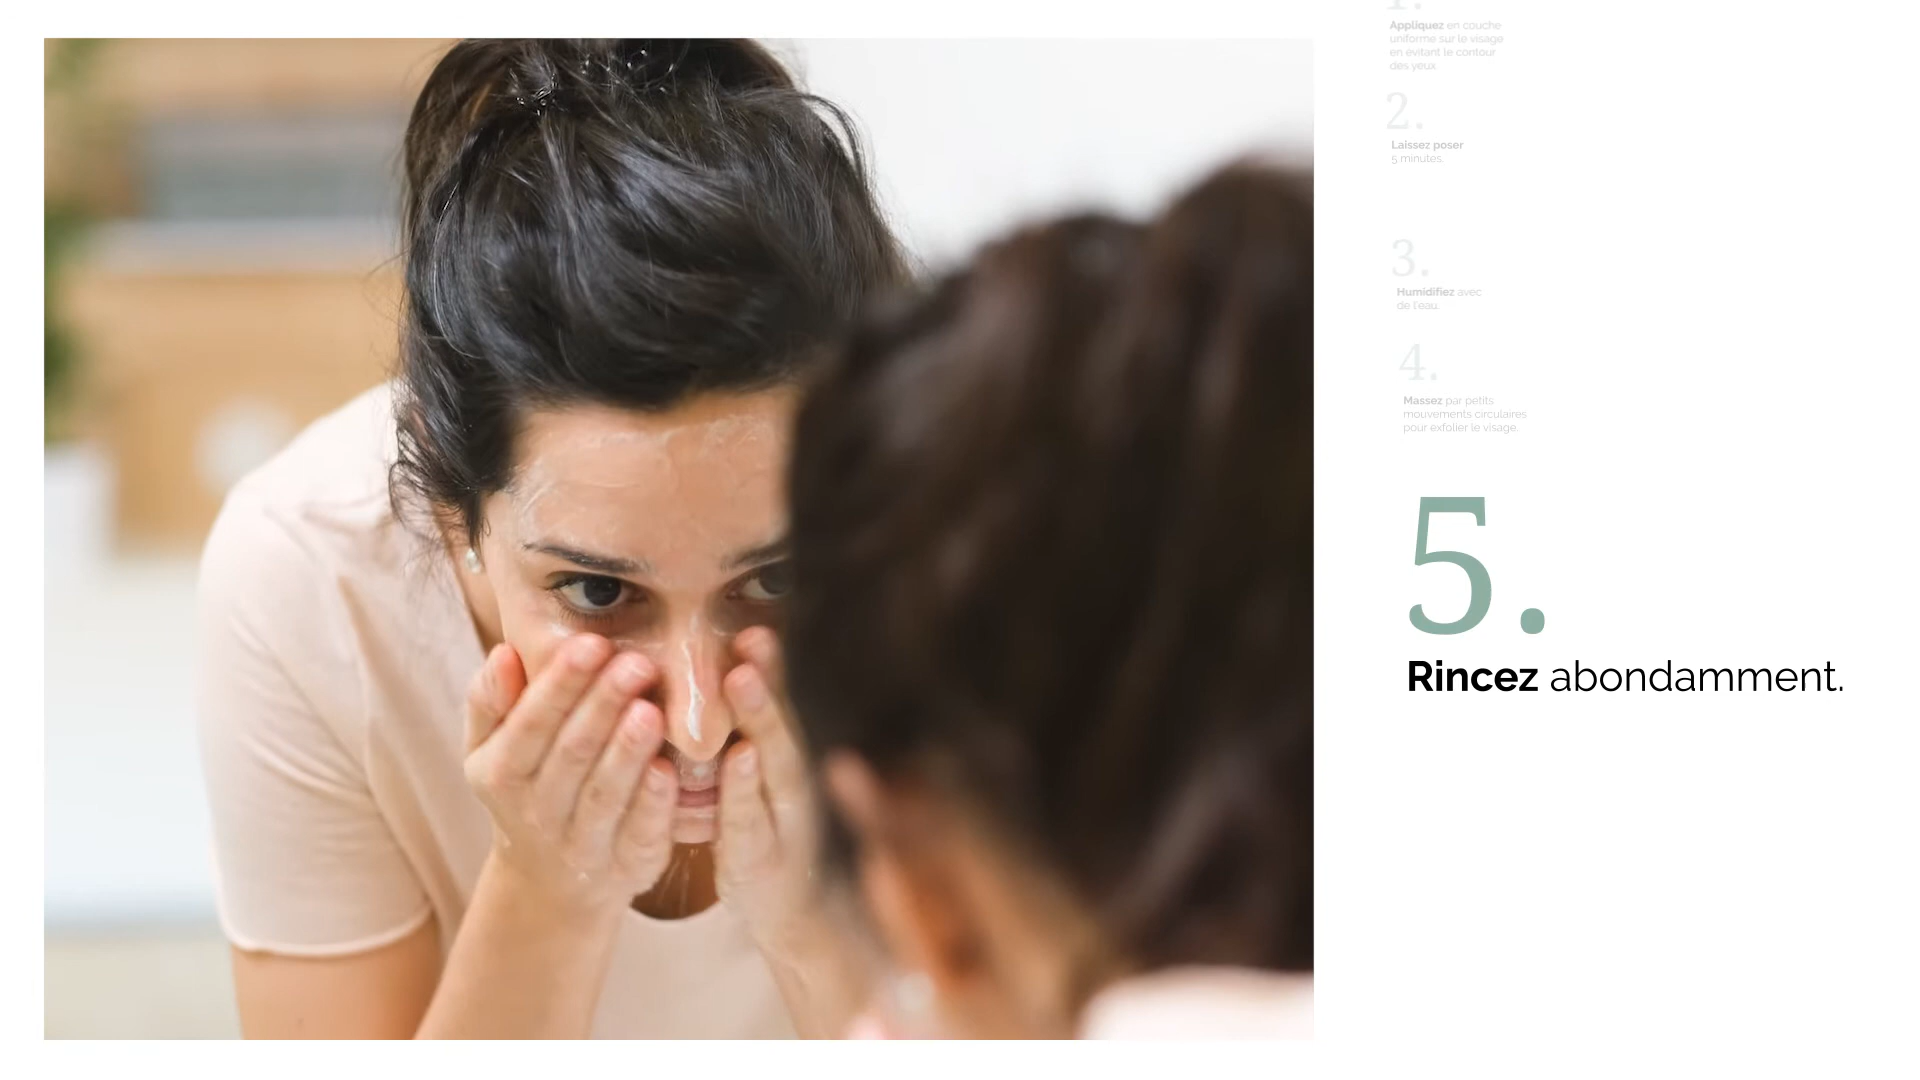 1.
Appliquez en couche
uniforme sur le visage
en évitant le contour
des yeux.
2.
Laissez poser
5 minutes.
3.
Humidifiez avec
de l'eau.
4.
Massez par petits
mouvements circulaires
pour exfolier le visage.
5.
Rincez abondamment.